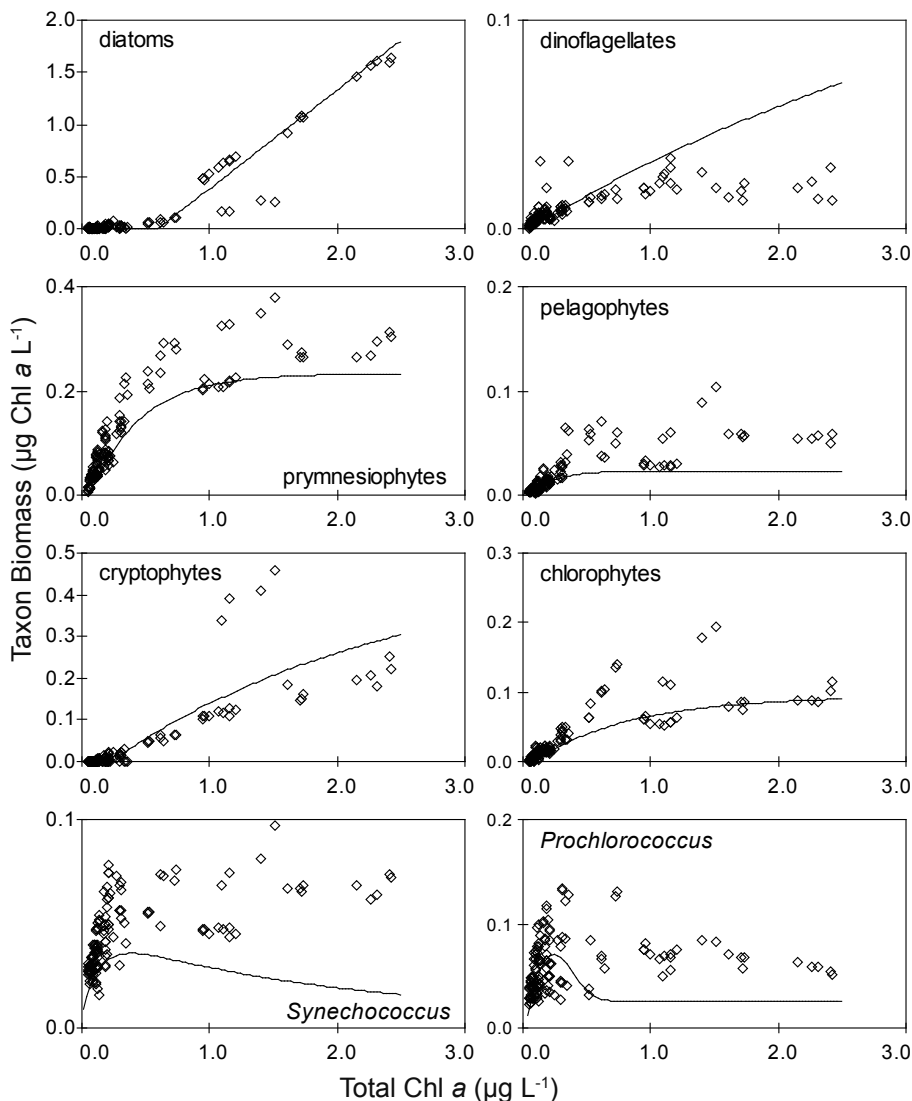 diatoms
2.0
1.5
1.0
0.5
0.0
0.0 1.0 2.0 3.0
dinoflagellates
0.1
0.0
0.0 1.0 2.0 3.0
prymnesiophytes
0.4
0.2
0.0
0.0 1.0 2.0 3.0
pelagophytes
0.2
0.1
0.0
0.0 1.0 2.0 3.0
Taxon Biomass (µg Chl a L-1)
cryptophytes
0.5
0.4
0.3
0.2
0.1
0.0
0.0 1.0 2.0 3.0
chlorophytes
0.3
0.2
0.1
0.0
0.0 1.0 2.0 3.0
Synechococcus
0.1
0.0
0.0 1.0 2.0 3.0
Prochlorococcus
0.2
0.1
0.0
0.0 1.0 2.0 3.0
Total Chl a (µg L-1)